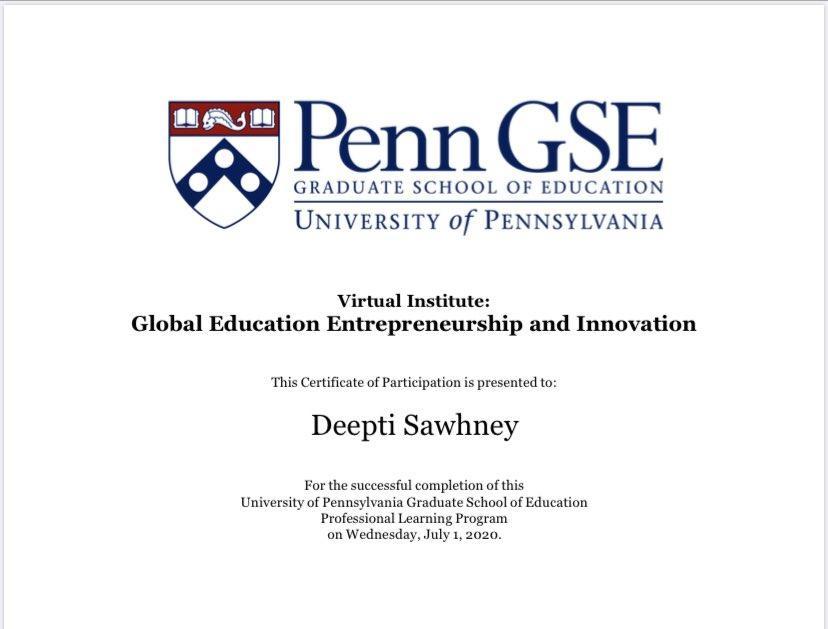 Penn GSE
GRADUATE SCHOOL OF EDUCATION
UNIVERSITY of PENNSYLVANIA
Virtual Institute:
Global Education Entrepreneurship and Innovation
This Certificate of Participation is presented to:
Deepti Sawhney
For the successful completion of this
University of Pennsylvania Graduate School of Education
Professional Learning Program
on Wednesday, July 1, 2020.